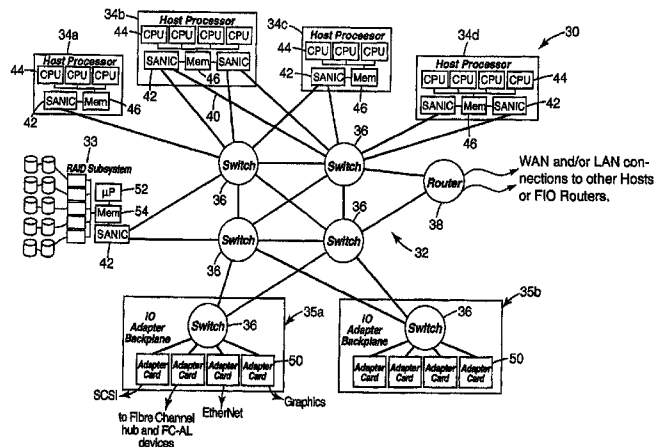 34a
Host Processor
CPU CPU CPU
44
SANIC Mem
42
46
34b
Host Processor
44
CPU CPU CPU CPU
SANIC Mem SANIC
42
46
40
34c
Host Processor
44
CPU CPU CPU
42
SANIC Mem
46
34d
Host Processor
CPU CPU CPU CPU
44
SANIC Mem SANIC
42
46
30
33
RAID Subsystem
µP
52
Mem
54
SANIC
42
Switch
36
36
Switch
Router
38
WAN and/or LAN con-
nections to other Hosts
or FIO Routers.
Switch
36
36
Switch
32
35a
IO
Adapter
Backplane
Switch
36
50
Adapter Card
Adapter Card
Adapter Card
Adapter Card
SCSI
to Fibre Channel
hub and FC-AL
devices
EtherNet
Graphics
35b
IO
Adapter
Backplane
Switch
36
50
Adapter Card
Adapter Card
Adapter Card
Adapter Card